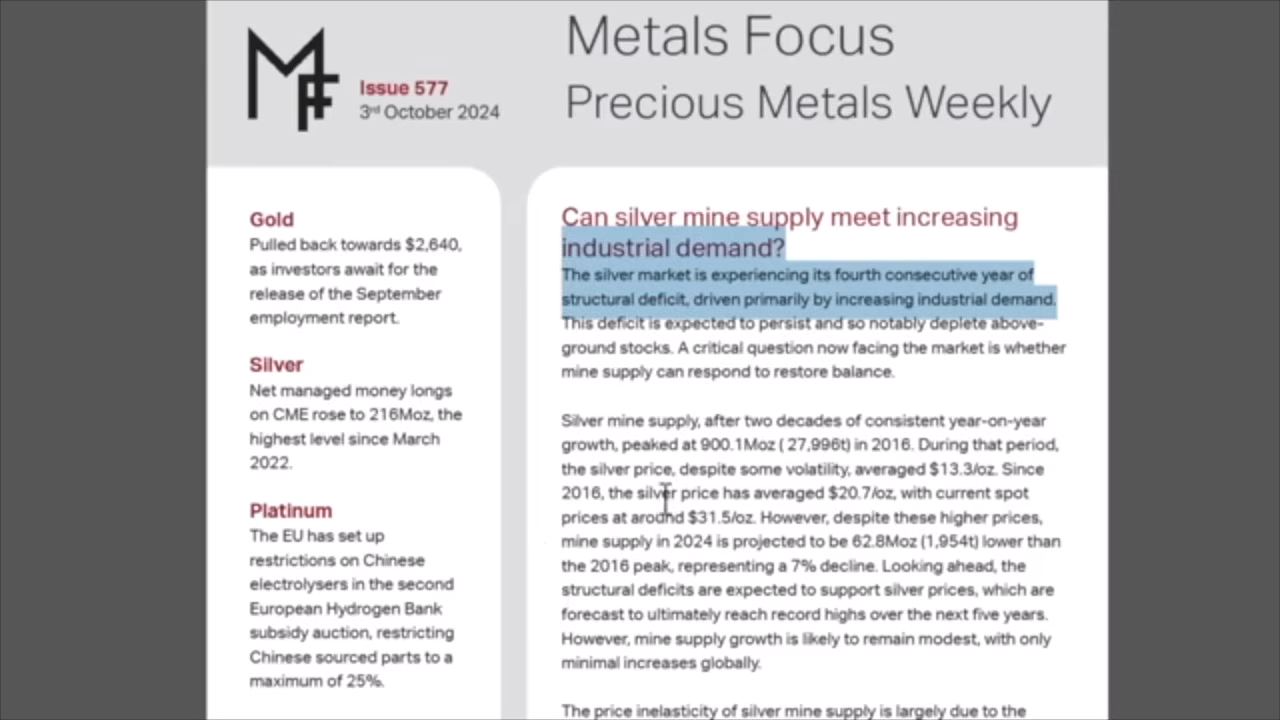 MF
Issue 577
3rd October 2024
Metals Focus
Precious Metals Weekly
Gold
Pulled back towards $2,640,
as investors await for the
release of the September
employment report.
Silver
Net managed money longs
on CME rose to 216Moz, the
highest level since March
2022.
Platinum
The EU has set up
restrictions on Chinese
electrolysers in the second
European Hydrogen Bank
subsidy auction, restricting
Chinese sourced parts to a
maximum of 25%.
Can silver mine supply meet increasing
industrial demand?
The silver market is experiencing its fourth consecutive year of
structural deficit, driven primarily by increasing industrial demand.
This deficit is expected to persist and so notably deplete above-
ground stocks. A critical question now facing the market is whether
mine supply can respond to restore balance.
Silver mine supply, after two decades of consistent year-on-year
growth, peaked at 900.1Moz ( 27,996t) in 2016. During that period,
the silver price, despite some volatility, averaged $13.3/oz. Since
2016, the silver price has averaged $20.7/oz, with current spot
prices at around $31.5/oz. However, despite these higher prices,
mine supply in 2024 is projected to be 62.8Moz (1,954t) lower than
the 2016 peak, representing a 7% decline. Looking ahead, the
structural deficits are expected to support silver prices, which are
forecast to ultimately reach record highs over the next five years.
However, mine supply growth is likely to remain modest, with only
minimal increases globally.
The price inelasticity of silver mine supply is largely due to the